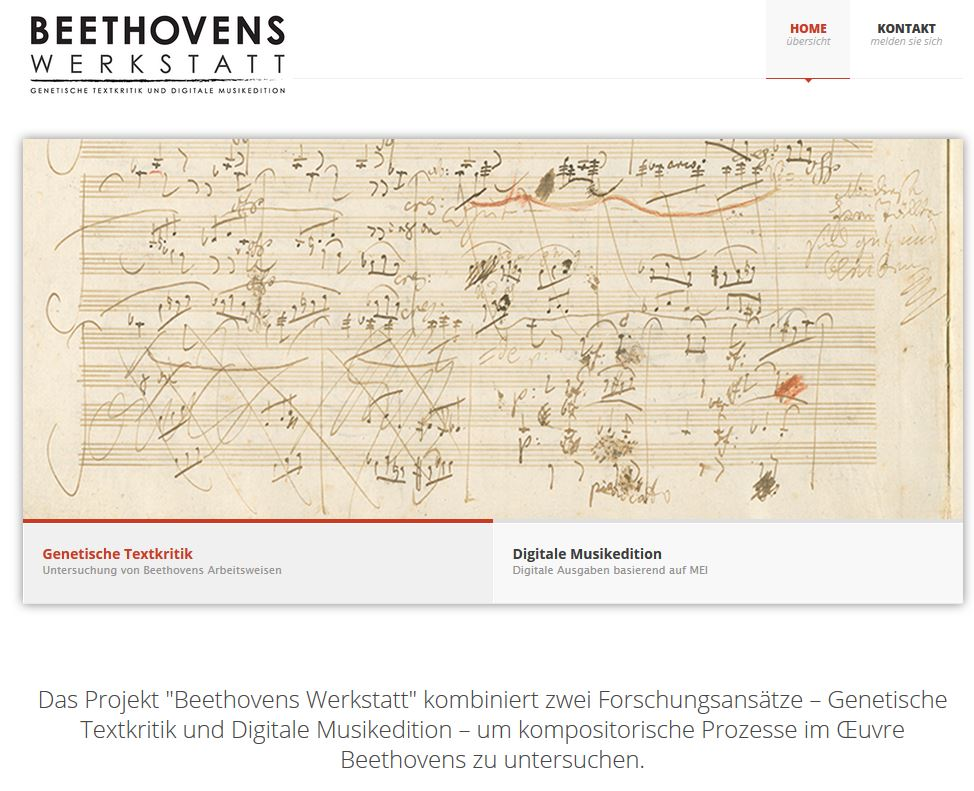 BEETHOVENS
WERKSTATT
GENETISCHE TEXTKRITIK UND DIGITALE MUSIKEDITION
HOME
übersicht
KONTAKT
melden sie sich
Genetische Textkritik
Untersuchung von Beethovens Arbeitsweisen
Digitale Musikedition
Digitale Ausgaben basierend auf MEI
Das Projekt "Beethovens Werkstatt" kombiniert zwei Forschungsansätze – Genetische
Textkritik und Digitale Musikedition – um kompositorische Prozesse im Œuvre
Beethovens zu untersuchen.